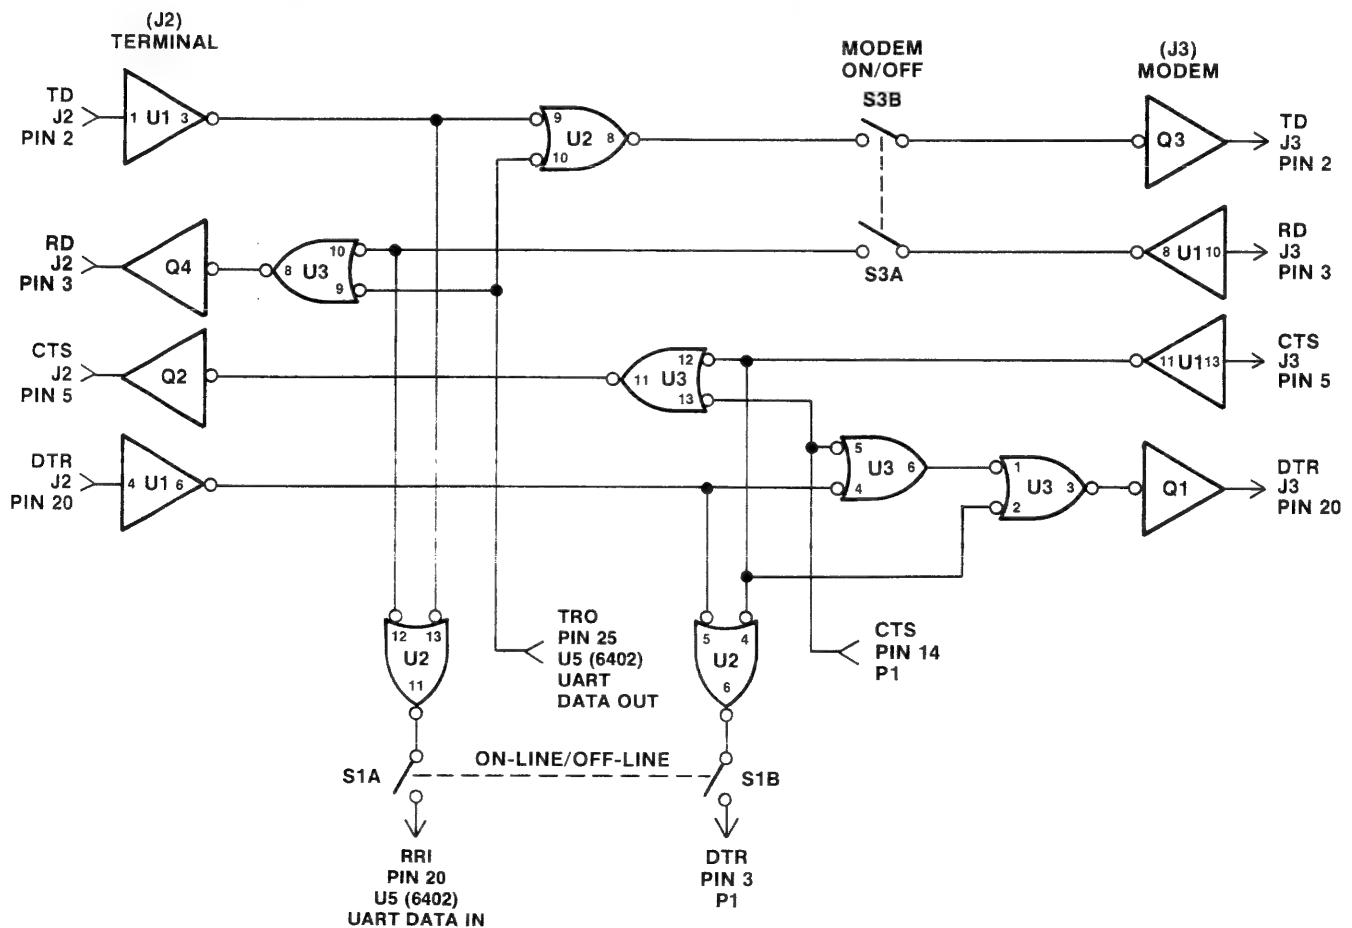 (J2)
TERMINAL
MODEM
ON/OFF
S3B
(J3)
MODEM
TD
J2
PIN 2
1 U1 3
9
10
U2
8
Q3
TD
J3
PIN 2
RD
J2
PIN 3
Q4
8
U3
10
9
S3A
8 U1 10
RD
J3
PIN 3
CTS
J2
PIN 5
Q2
11
U3
12
13
11 U1 13
CTS
J3
PIN 5
DTR
J2
PIN 20
4 U1 6
5
4
U3
6
1
2
U3
3
Q1
DTR
J3
PIN 20
12 13
U2
11
TRO
PIN 25
U5 (6402)
UART
DATA OUT
5 4
U2
6
CTS
PIN 14
P1
S1A
ON-LINE/OFF-LINE
S1B
RRI
PIN 20
U5 (6402)
UART DATA IN
DTR
PIN 3
P1